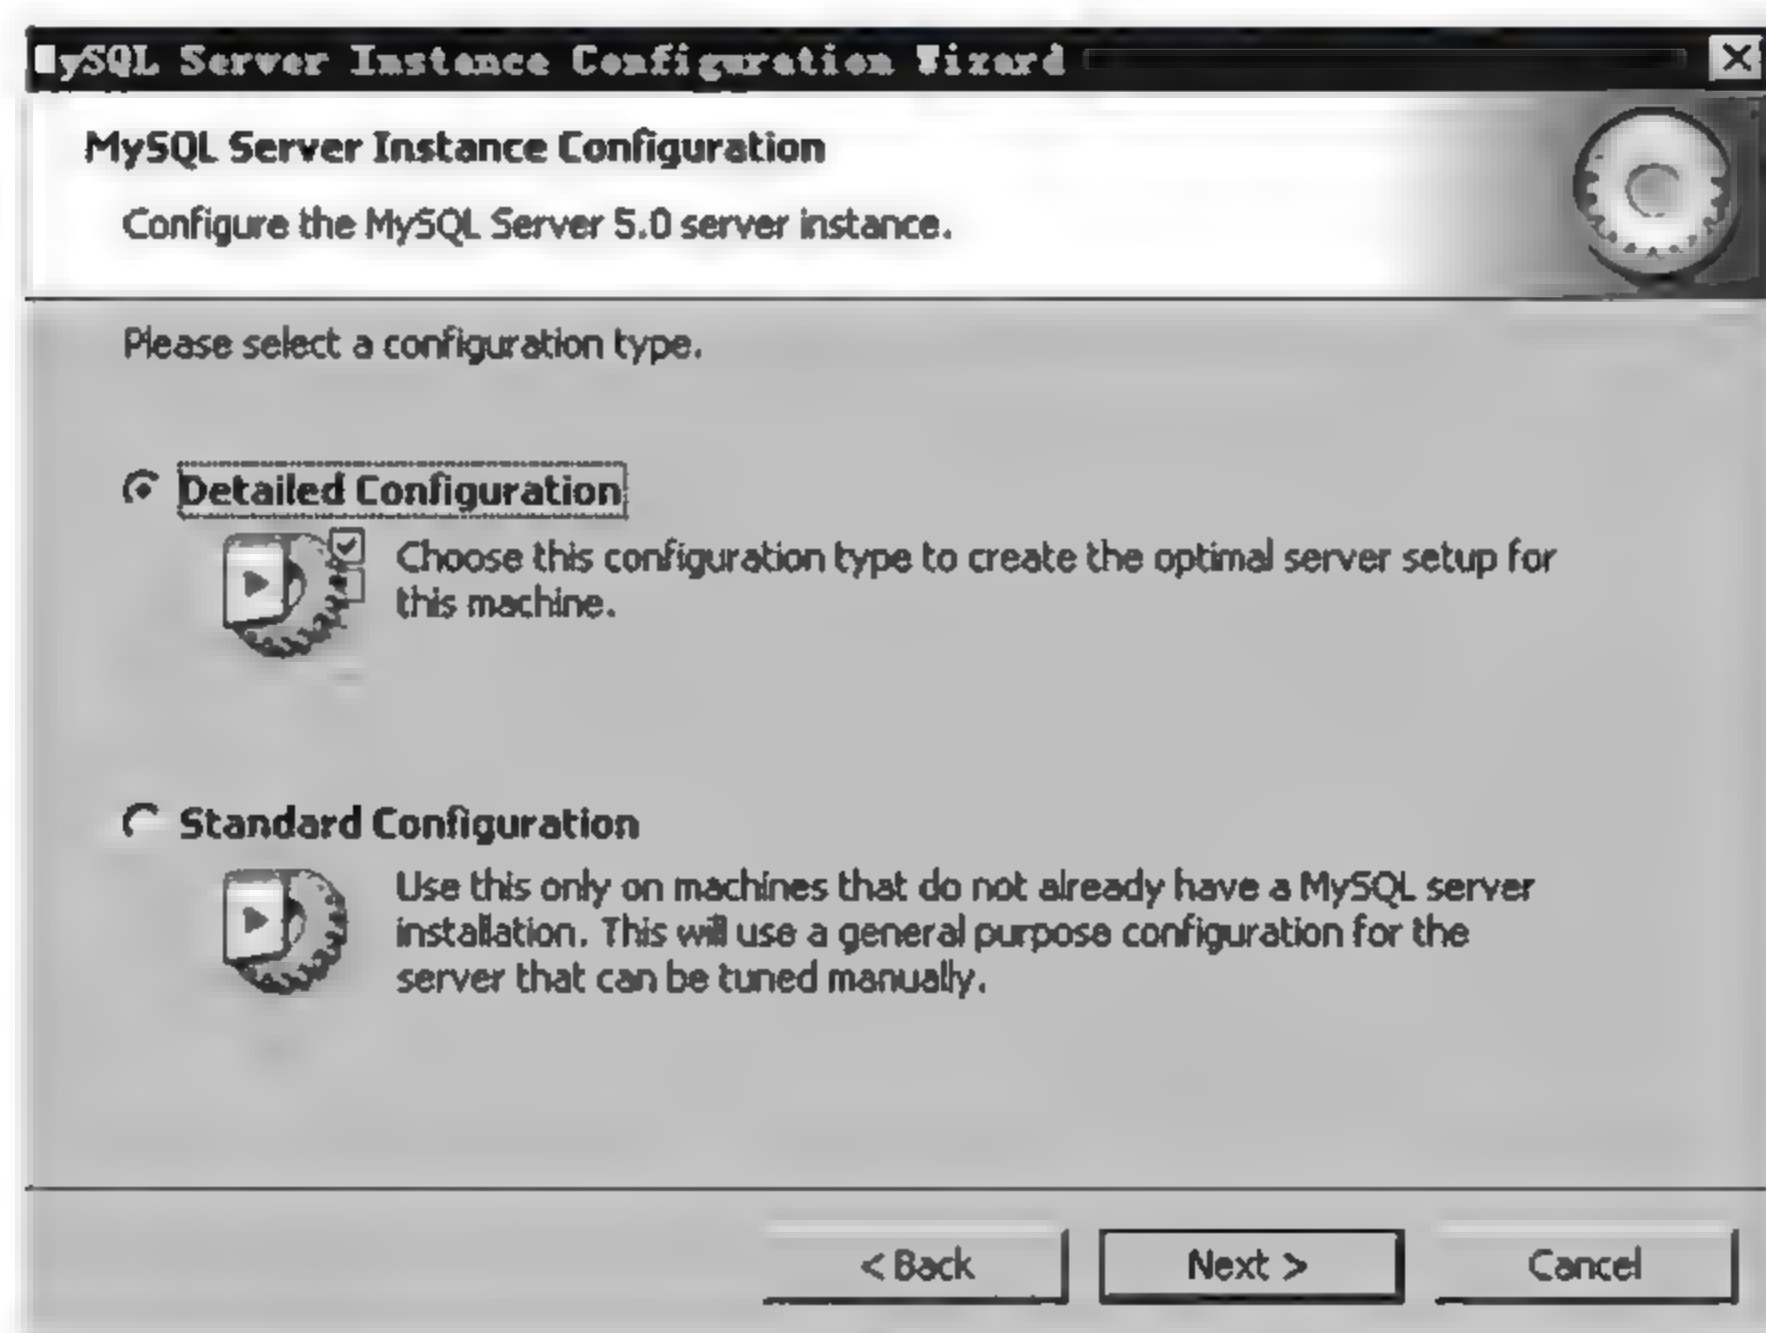 MySQL Server Instance Configuration Wizard
MySQL Server Instance Configuration
Configure the MySQL Server 5.0 server instance.
Please select a configuration type.
Detailed Configuration
Choose this configuration type to create the optimal server setup for
this machine.
Standard Configuration
Use this only on machines that do not already have a MySQL server
installation. This will use a general purpose configuration for the
server that can be tuned manually.
< Back
Next >
Cancel